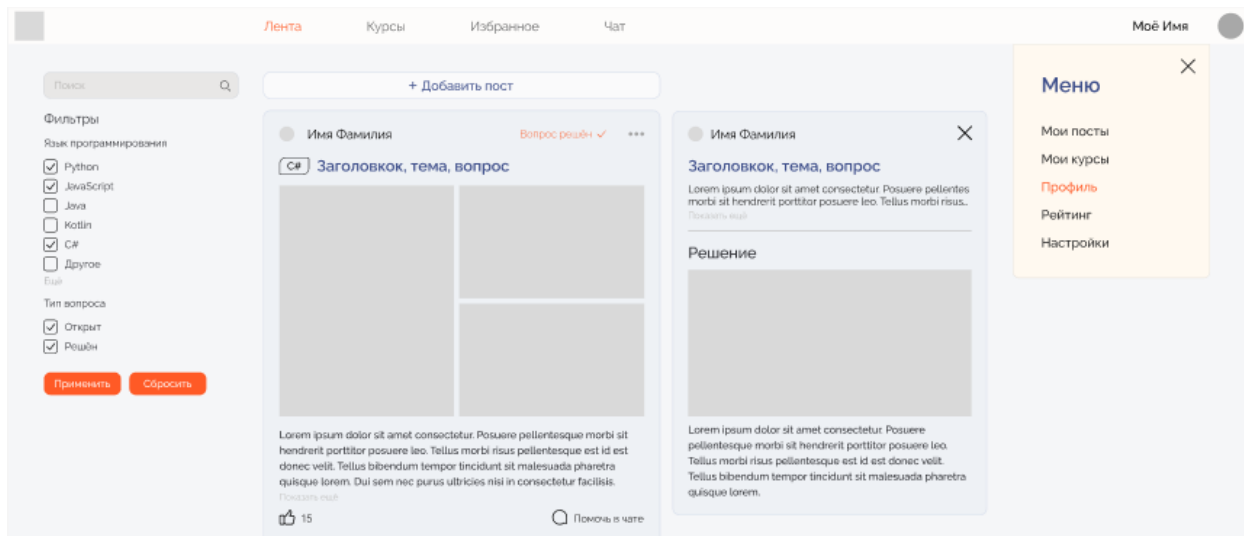 Лента Курсы Избранное Чат Моё Имя
Поиск
Фильтры
Язык программирования
Python
JavaScript
Java
Kotlin
C#
Другое
Ещё
Тип вопроса
Открыт
Решён
Применить Сбросить
+ Добавить пост
Имя Фамилия Вопрос решён
C# Заголовкок, тема, вопрос
Lorem ipsum dolor sit amet consectetur. Posuere pellentesque morbi sit
hendrerit porttitor posuere leo. Tellus morbi risus pellentesque est id est
donec velit. Tellus bibendum tempor tincidunt sit malesuada pharetra
quisque lorem. Dui sem nec purus ultricies nisi in consectetur facilisis.
Показать ещё
15 Помочь в чате
Имя Фамилия
Заголовкок, тема, вопрос
Lorem ipsum dolor sit amet consectetur. Posuere pellentes
morbi sit hendrerit porttitor posuere leo. Tellus morbi risus...
Показать ещё
Решение
Lorem ipsum dolor sit amet consectetur. Posuere
pellentesque morbi sit hendrerit porttitor posuere leo.
Tellus morbi risus pellentesque est id est donec velit.
Tellus bibendum tempor tincidunt sit malesuada pharetra
quisque lorem.
Меню
Мои посты
Мои курсы
Профиль
Рейтинг
Настройки